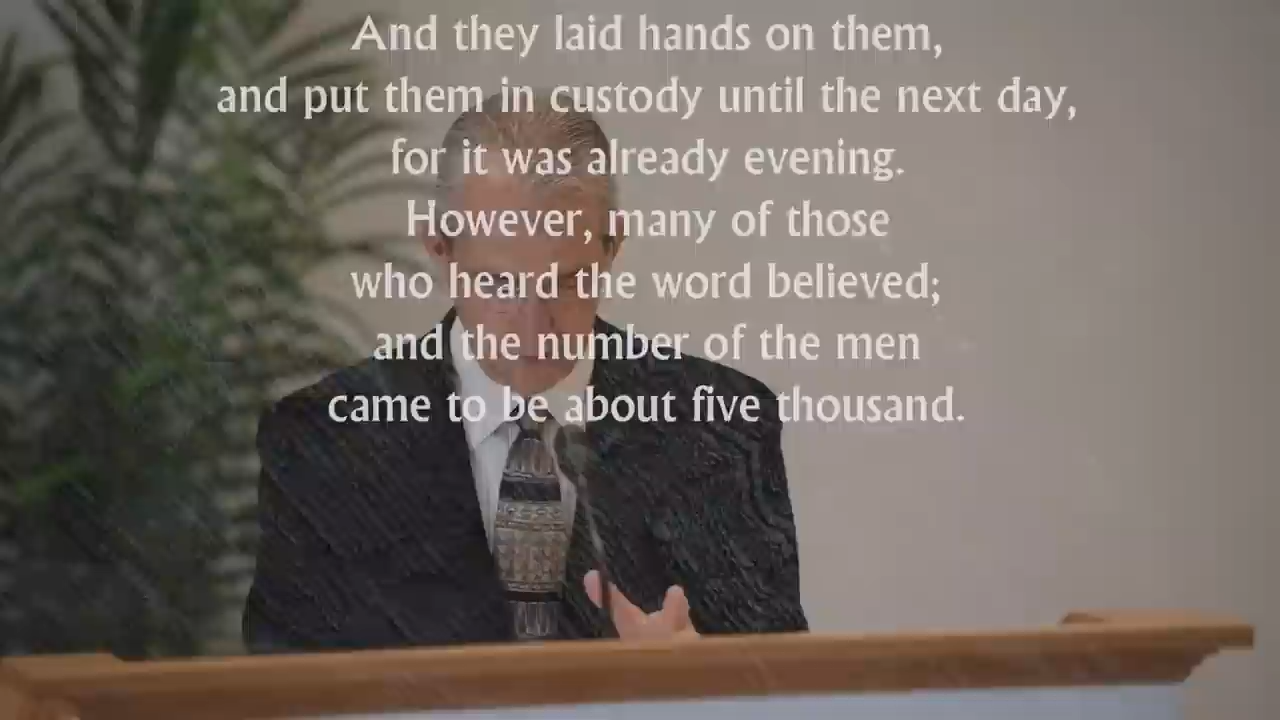 And they laid hands on them,
and put them in custody until the next day,
for it was already evening.
However, many of those
who heard the word believed;
and the number of the men
came to be about five thousand.